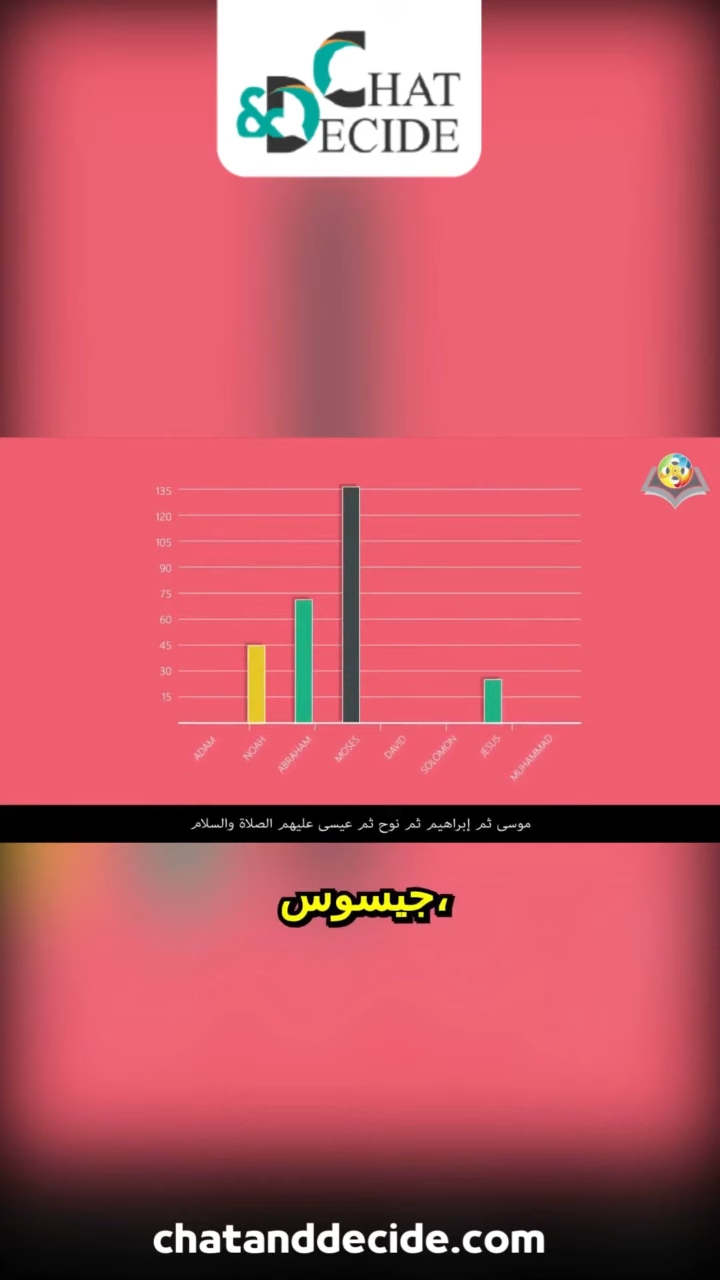 CHAT
& DECIDE
135
120
105
90
75
60
45
30
15
ADAM
NOAH
ABRAHAM
MOSES
DAVID
SOLOMON
JESUS
MUHAMMAD
موسى ثم إبراهيم ثم نوح ثم عيسى عليهم الصلاة والسلام
جيسوس،
chatanddecide.com